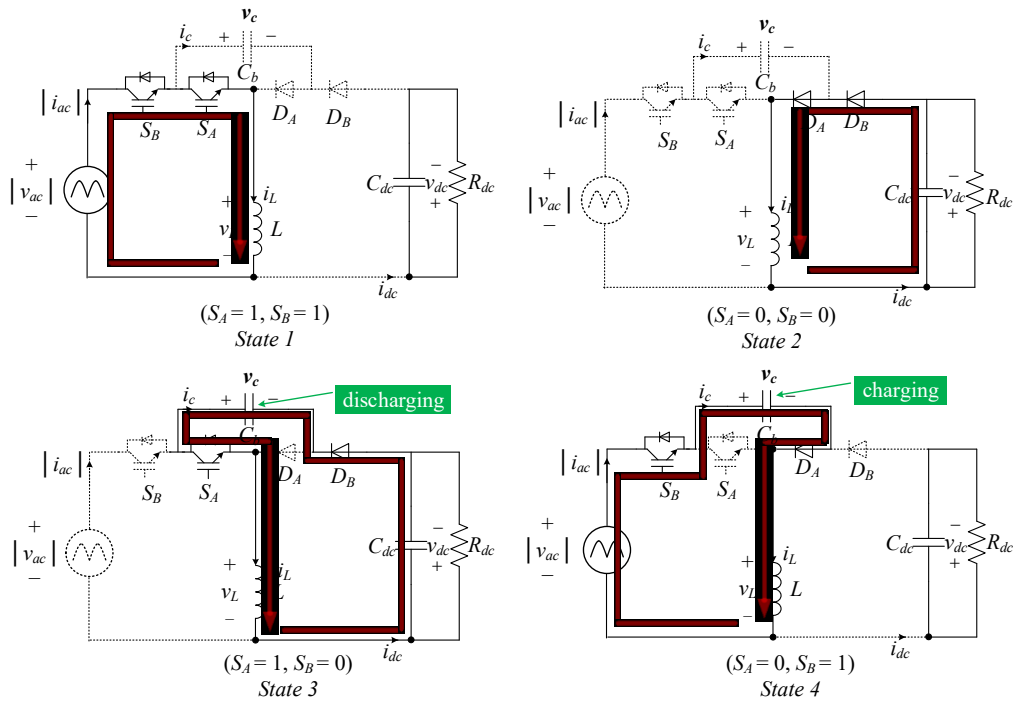 v_c
i_c + −
C_b
|i_ac|
S_B S_A D_A D_B
+
|v_ac|
−
i_L
+
v_L L
−
C_dc
−
v_dc R_dc
+
i_dc
(S_A = 1, S_B = 1)
State 1
v_c
i_c + −
C_b
|i_ac|
S_B S_A D_A D_B
+
|v_ac|
−
i_L
+
v_L
−
C_dc
−
v_dc R_dc
+
i_dc
(S_A = 0, S_B = 0)
State 2
v_c
discharging
i_c + −
|i_ac|
S_B S_A D_A D_B
+
|v_ac|
−
i_L
+
v_L L
−
C_dc
−
v_dc R_dc
+
i_dc
(S_A = 1, S_B = 0)
State 3
v_c
charging
i_c + −
C_b
|i_ac|
S_B S_A D_A D_B
+
|v_ac|
−
i_L
+
v_L L
−
C_dc
−
v_dc R_dc
+
i_dc
(S_A = 0, S_B = 1)
State 4